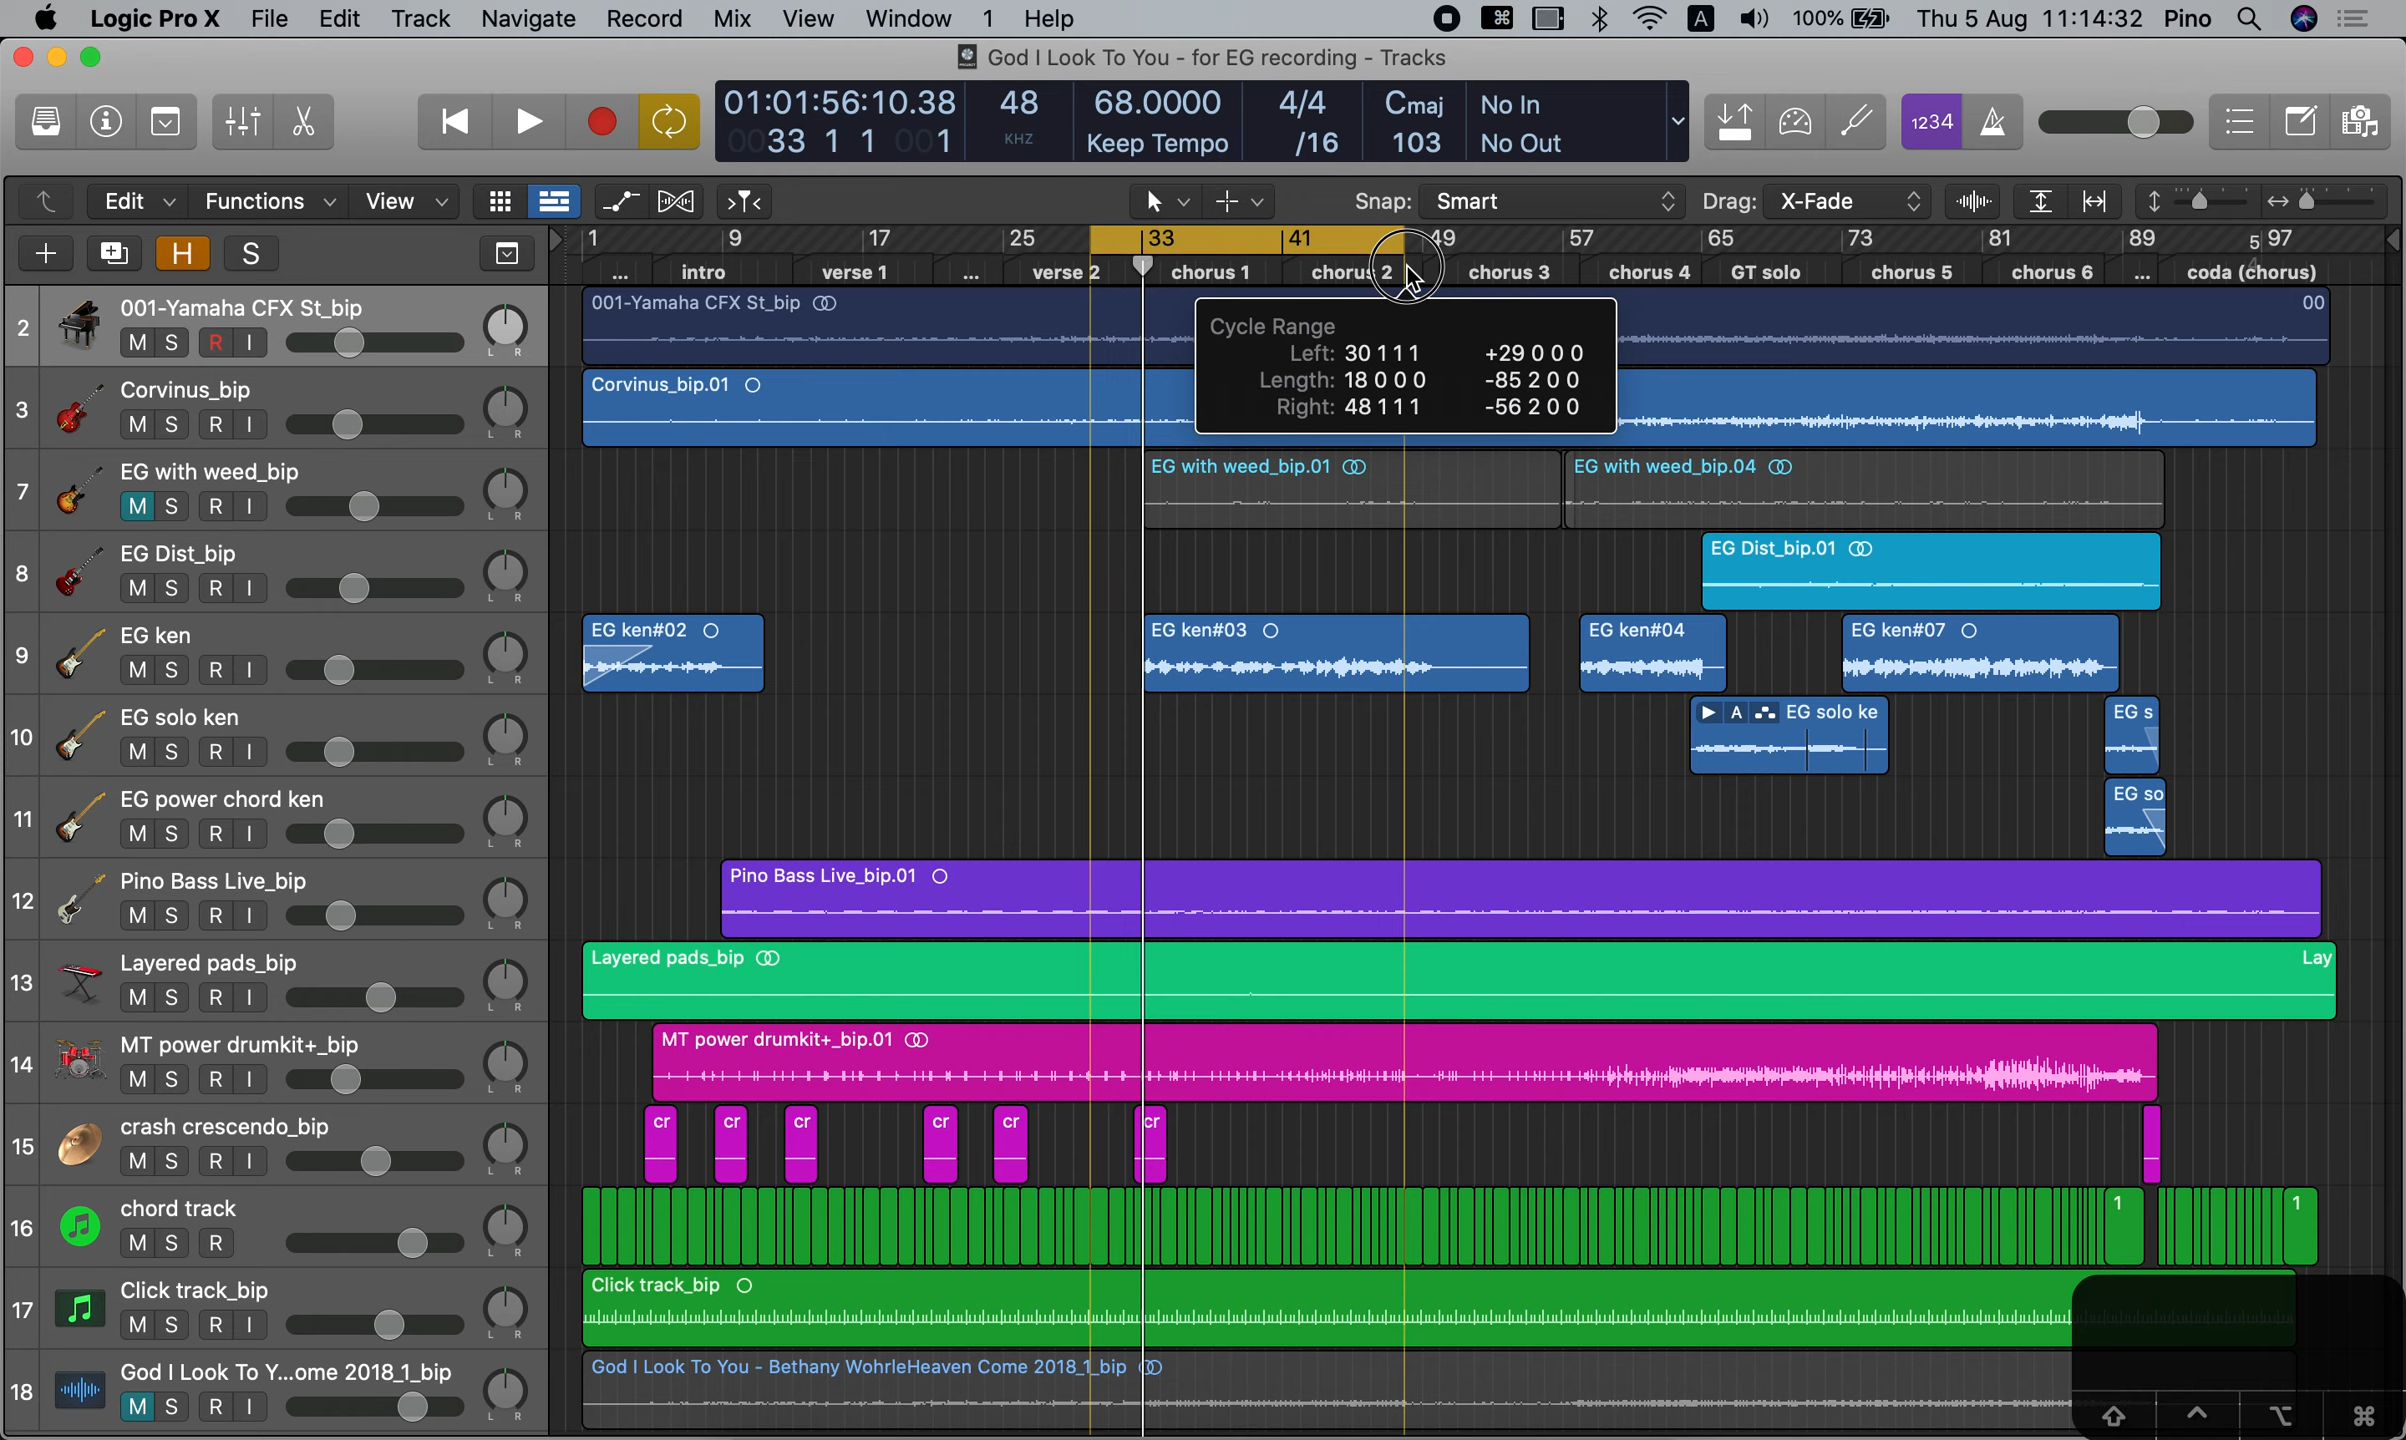 Logic Pro X File Edit Track Navigate Record Mix View Window 1 Help A 100% Thu 5 Aug 11:14:32 Pino
God I Look To You - for EG recording - Tracks
01:01:56:10.38 48 68.0000 4/4 Cmaj No In
0033 1 1 001 KHZ Keep Tempo /16 103 No Out
1234
Edit Functions View Snap: Smart Drag: X-Fade
H S
1 9 17 25 33 41 49 57 65 73 81 89 5 97
... intro verse 1 ... verse 2 chorus 1 chorus 2 chorus 3 chorus 4 GT solo chorus 5 chorus 6 ... coda (chorus)
2 001-Yamaha CFX St_bip
M S R I L R
001-Yamaha CFX St_bip 00
Cycle Range
Left: 30 1 1 1 +29 0 0 0
Length: 18 0 0 0 -85 2 0 0
Right: 48 1 1 1 -56 2 0 0
3 Corvinus_bip
M S R I L R
Corvinus_bip.01
7 EG with weed_bip
M S R I L R
EG with weed_bip.01 EG with weed_bip.04
8 EG Dist_bip
M S R I L R
EG Dist_bip.01
9 EG ken
M S R I L R
EG ken#02 EG ken#03 EG ken#04 EG ken#07
10 EG solo ken
M S R I L R
A EG solo ke EG s
11 EG power chord ken
M S R I L R
EG so
12 Pino Bass Live_bip
M S R I L R
Pino Bass Live_bip.01
13 Layered pads_bip
M S R I L R
Layered pads_bip Lay
14 MT power drumkit+_bip
M S R I L R
MT power drumkit+_bip.01
15 crash crescendo_bip
M S R I L R
cr cr cr cr cr cr
16 chord track
M S R L R
1 1
17 Click track_bip
M S R I L R
Click track_bip
18 God I Look To Y...ome 2018_1_bip
M S R I L R
God I Look To You - Bethany WohrleHeaven Come 2018_1_bip